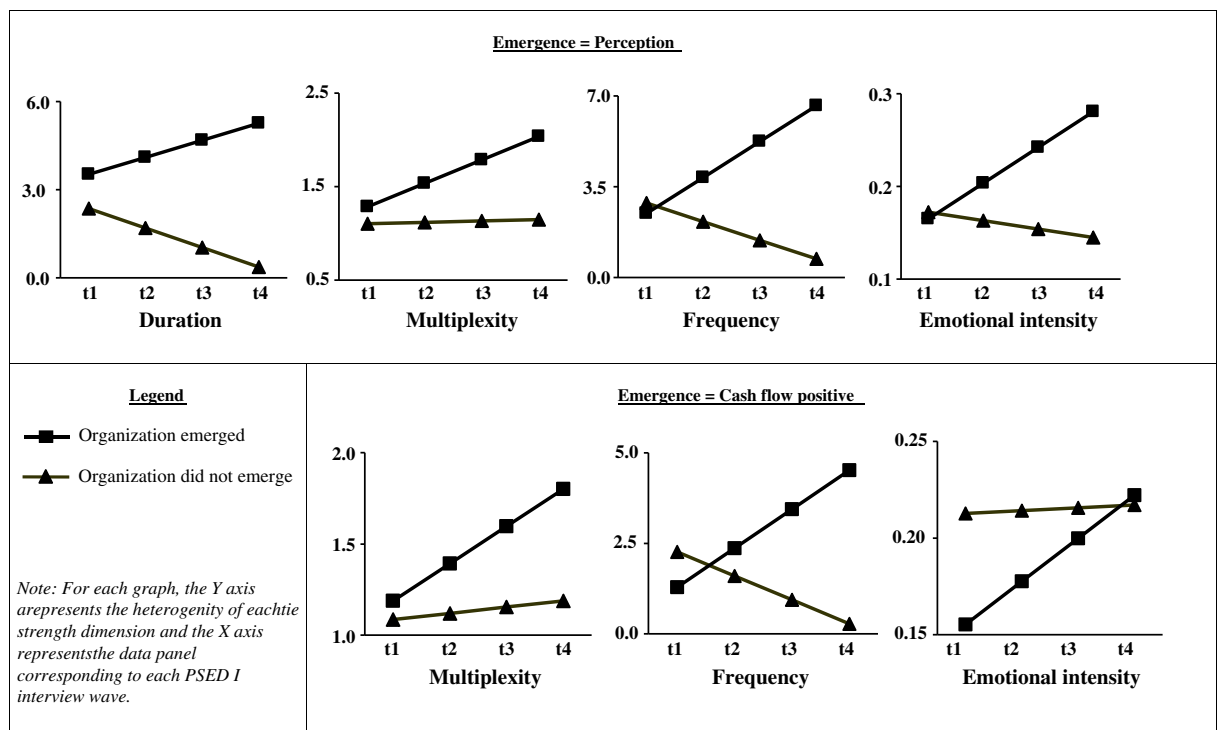 Emergence = Perception
6.0
3.0
0.0
t1 t2 t3 t4
Duration
2.5
1.5
0.5
t1 t2 t3 t4
Multiplexity
7.0
3.5
0.0
t1 t2 t3 t4
Frequency
0.3
0.2
0.1
t1 t2 t3 t4
Emotional intensity
Legend
Organization emerged
Organization did not emerge
Note: For each graph, the Y axis
arepresents the heterogenity of eachtie
strength dimension and the X axis
representsthe data panel
corresponding to each PSED I
interview wave.
Emergence = Cash flow positive
2.0
1.5
1.0
t1 t2 t3 t4
Multiplexity
5.0
2.5
0.0
t1 t2 t3 t4
Frequency
0.25
0.20
0.15
t1 t2 t3 t4
Emotional intensity